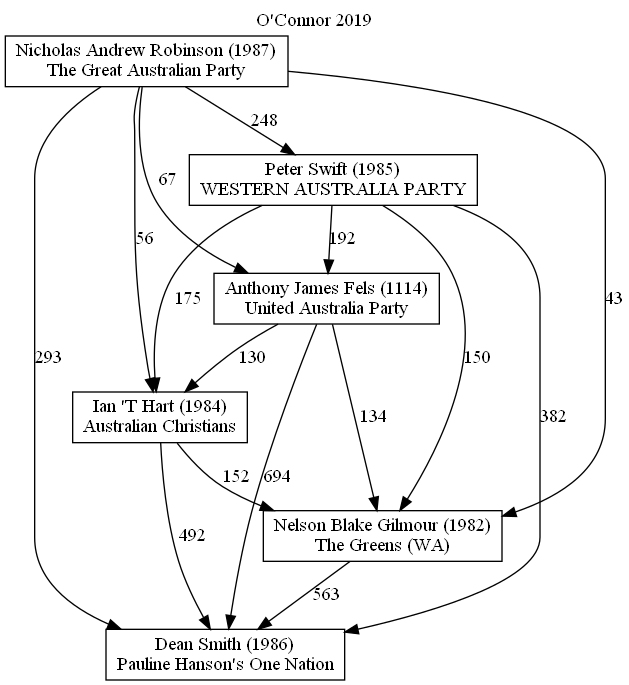 O'Connor 2019
Nicholas Andrew Robinson (1987)
The Great Australian Party
248
Peter Swift (1985)
WESTERN AUSTRALIA PARTY
67
56
192
175
Anthony James Fels (1114)
United Australia Party
43
293
130
150
Ian 'T Hart (1984)
Australian Christians
134
382
152
694
Nelson Blake Gilmour (1982)
The Greens (WA)
492
563
Dean Smith (1986)
Pauline Hanson's One Nation